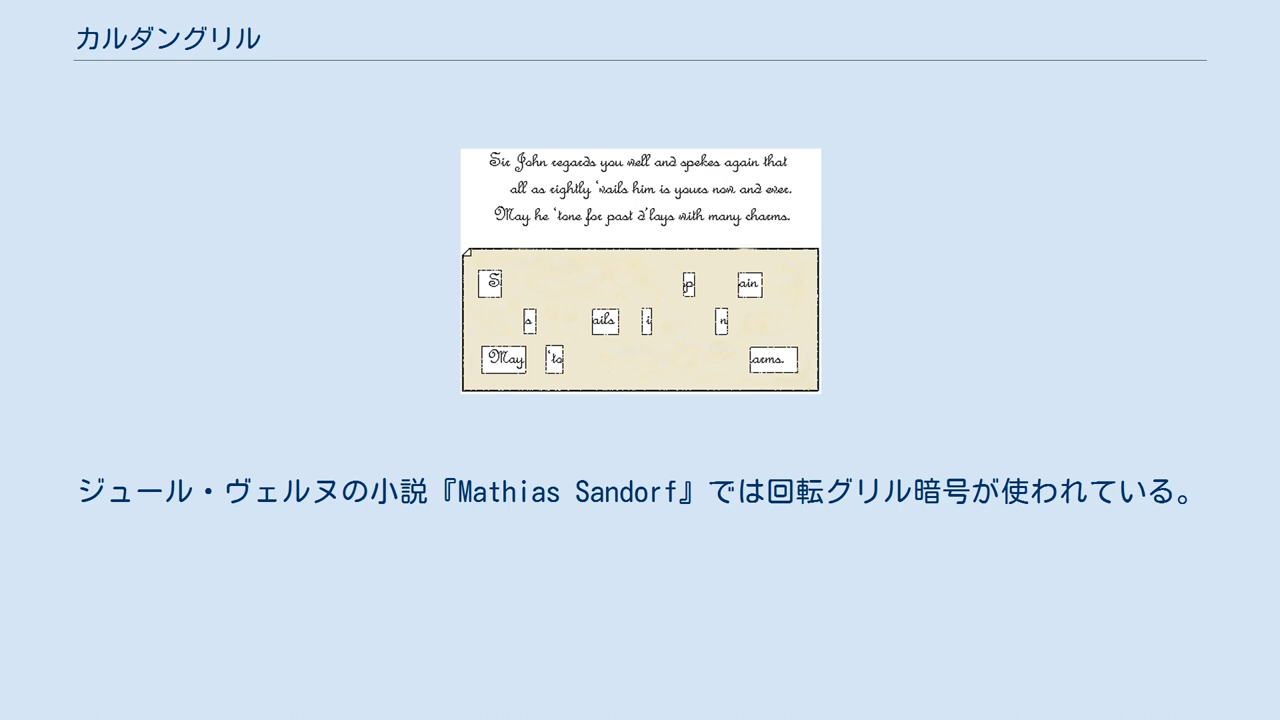 カルダングリル
Sir John regards you well and spekes again that
all as rightly 'vails him is yours now and ever.
May he 'tone for past d'lays with many charms.
S p ain
s ails i n
May 'to arms.
ジュール・ヴェルヌの小説『Mathias Sandorf』では回転グリル暗号が使われている。